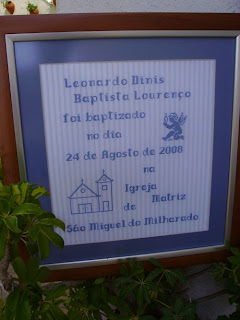 Leonardo Dinis
Baptista Lourenço
foi baptizado
no dia
24 de Agosto de 2008
na
Igreja
de Matriz
São Miguel do Milharado